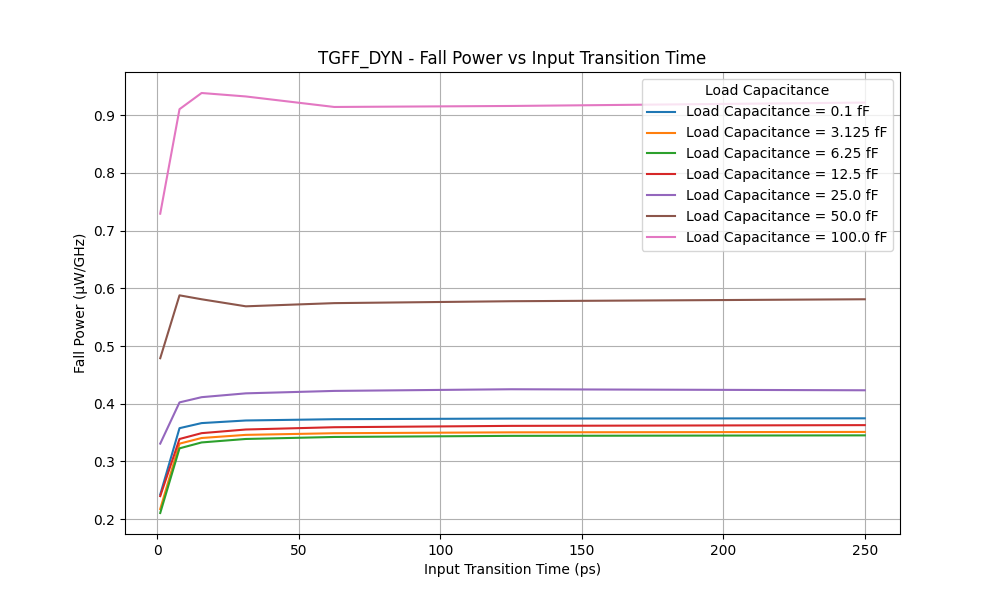 TGFF_DYN - Fall Power vs Input Transition Time
Load Capacitance
Load Capacitance = 0.1 fF
Load Capacitance = 3.125 fF
Load Capacitance = 6.25 fF
Load Capacitance = 12.5 fF
Load Capacitance = 25.0 fF
Load Capacitance = 50.0 fF
Load Capacitance = 100.0 fF
Fall Power (μW/GHz)
0.9
0.8
0.7
0.6
0.5
0.4
0.3
0.2
0 50 100 150 200 250
Input Transition Time (ps)